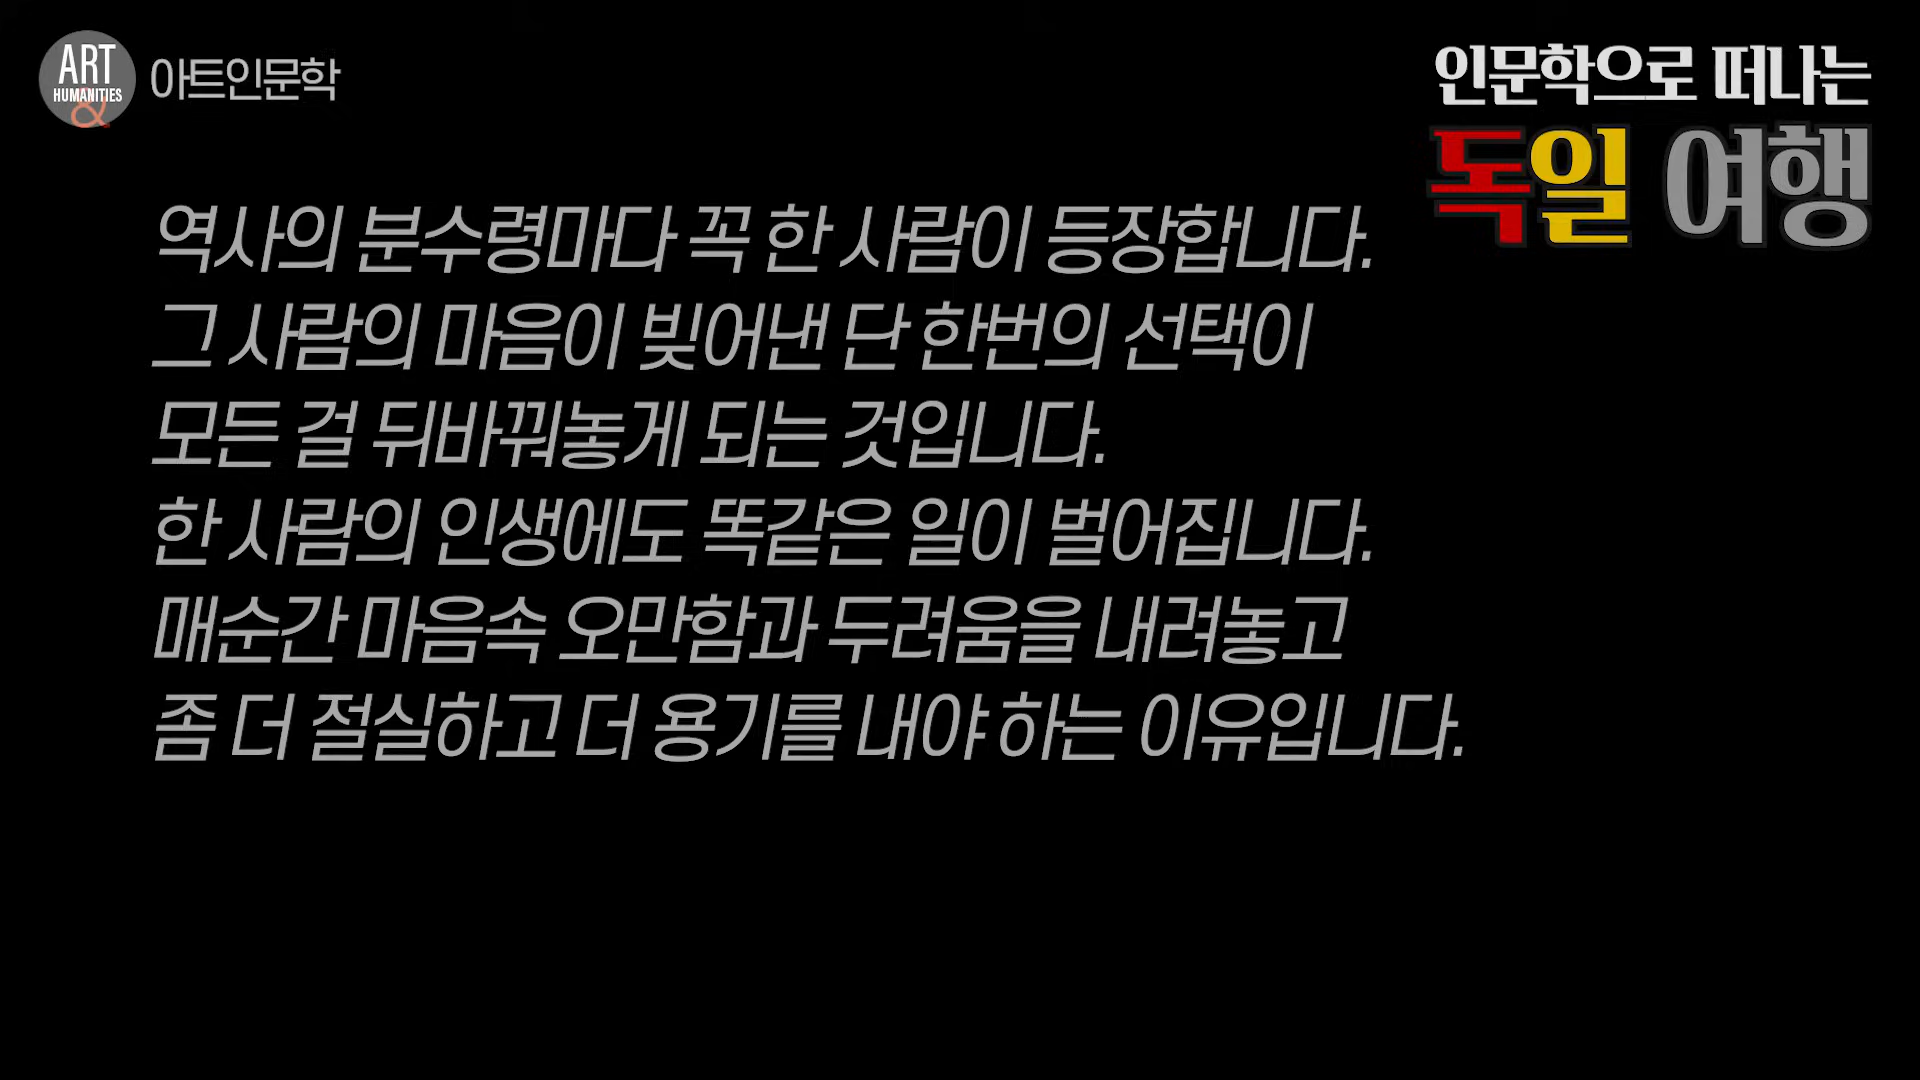 ART
HUMANITIES
&
아트인문학
인문학으로 떠나는
독일 여행
역사의 분수령마다 꼭 한 사람이 등장합니다.
그 사람의 마음이 빚어낸 단 한번의 선택이
모든 걸 뒤바꿔놓게 되는 것입니다.
한 사람의 인생에도 똑같은 일이 벌어집니다.
매순간 마음속 오만함과 두려움을 내려놓고
좀 더 절실하고 더 용기를 내야 하는 이유입니다.